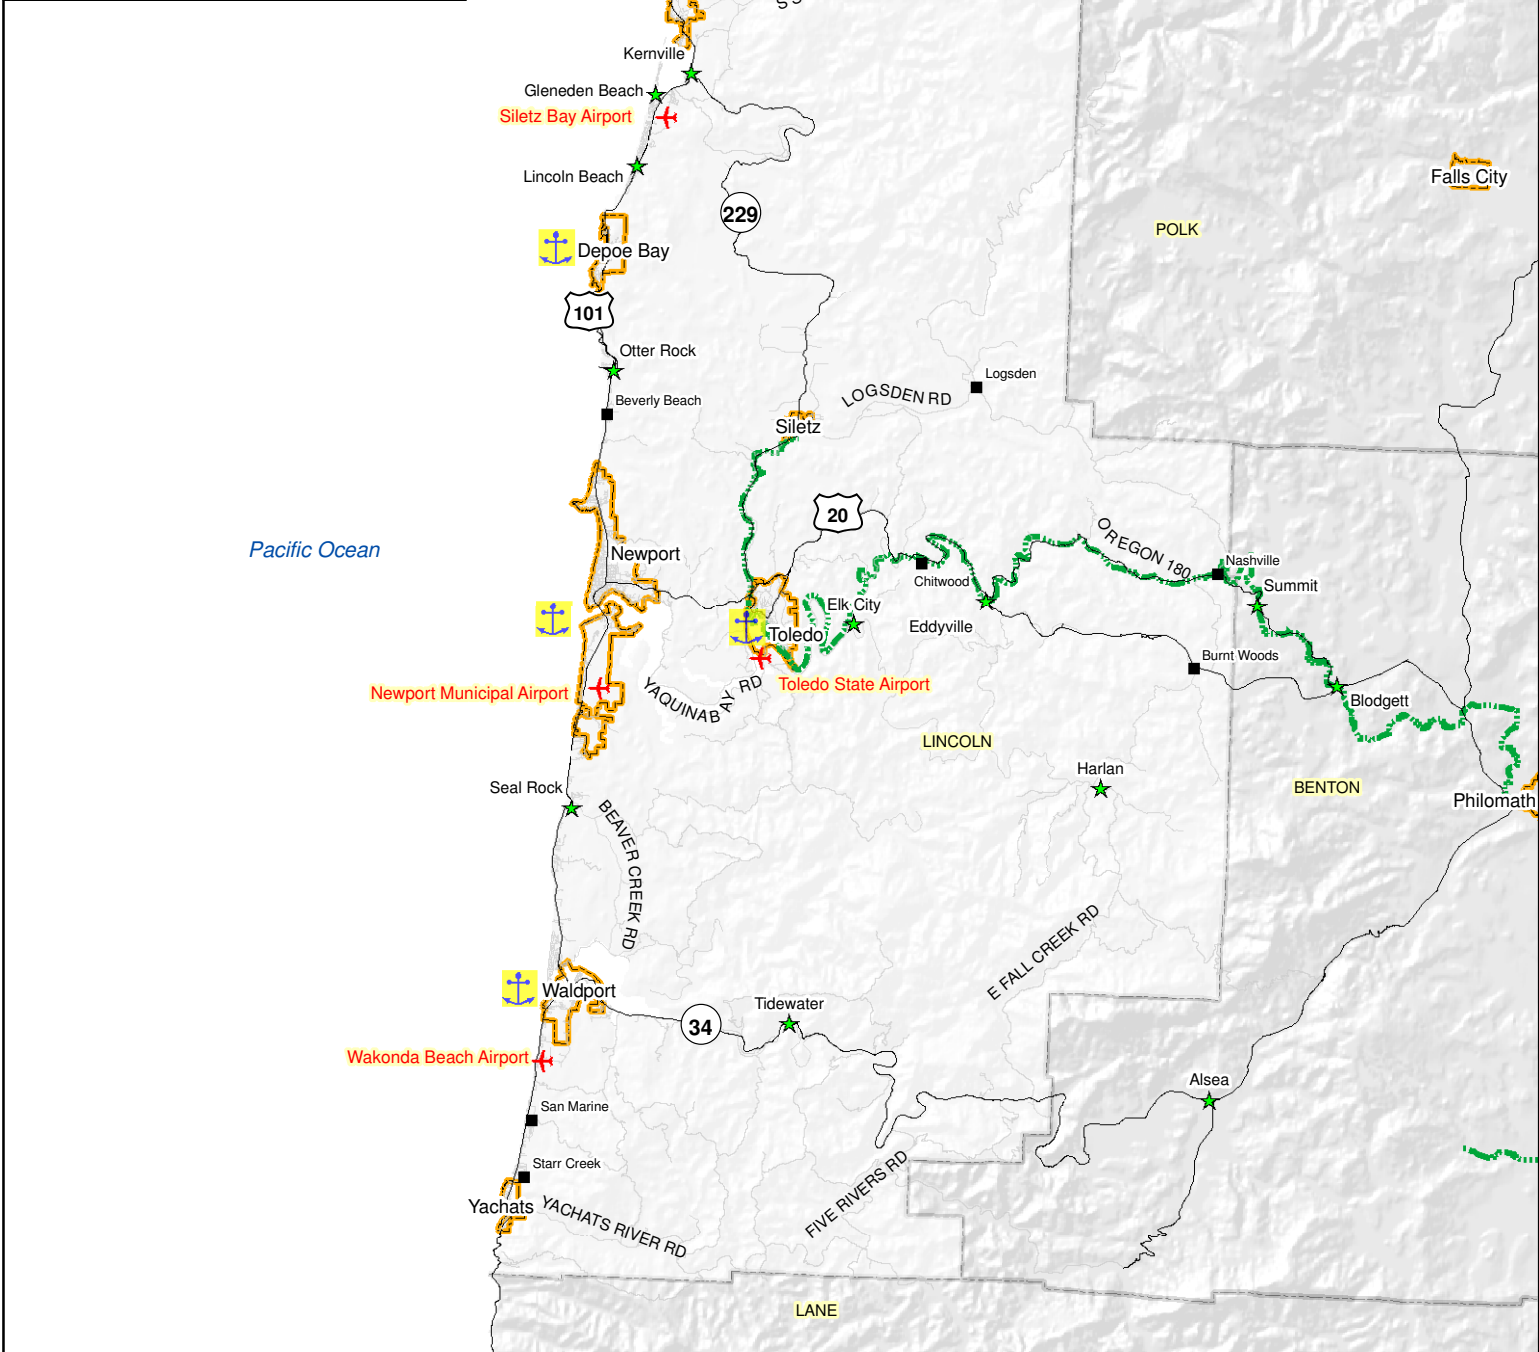 Kernville
Gleneden Beach
Siletz Bay Airport
Lincoln Beach
Falls City
229
POLK
Depoe Bay
101
Otter Rock
Logsden
LOGSDEN RD
Beverly Beach
Siletz
20
OREGON 180
Pacific Ocean
Newport
Nashville
Chitwood
Summit
Elk City
Eddyville
Toledo
Burnt Woods
Toledo State Airport
Newport Municipal Airport
YAQUINA BAY RD
Blodgett
LINCOLN
Harlan
Seal Rock
BENTON
Philomath
BEAVER CREEK RD
E FALL CREEK RD
Waldport
Tidewater
34
Wakonda Beach Airport
Alsea
San Marine
Starr Creek
FIVE RIVERS RD
Yachats
YACHATS RIVER RD
LANE